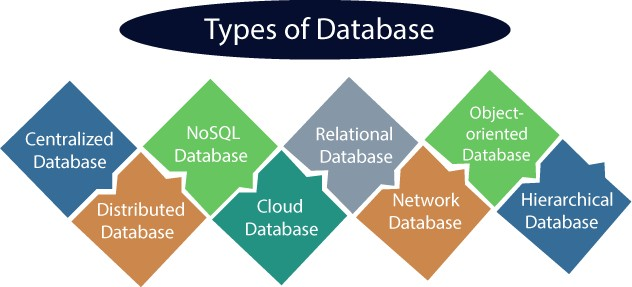 Types of Database
Centralized
Database
Distributed
Database
NoSQL
Database
Cloud
Database
Relational
Database
Network
Database
Object-
oriented
Database
Hierarchical
Database